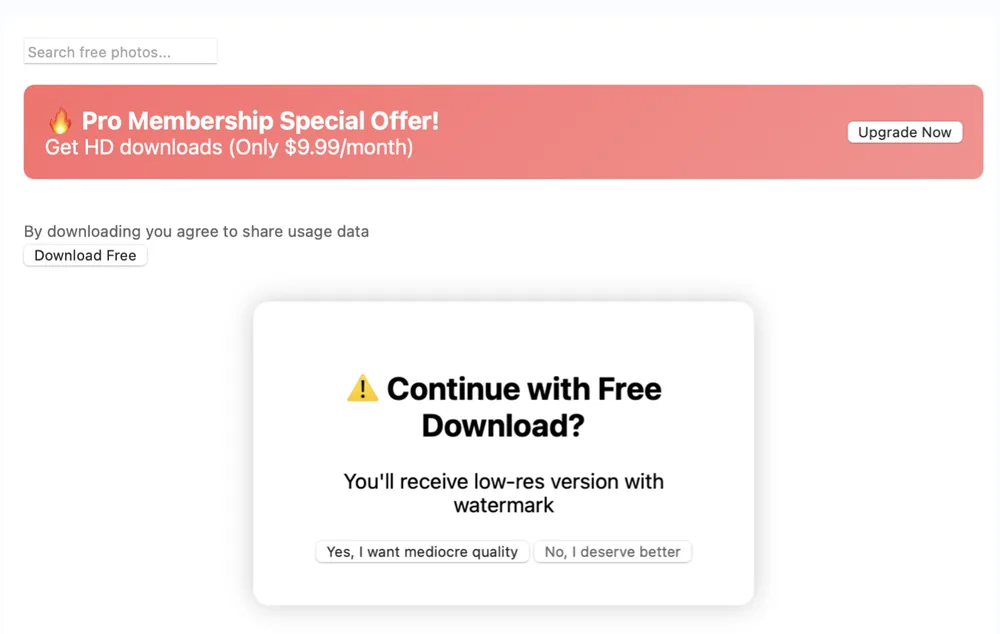 Search free photos...
🔥 Pro Membership Special Offer!
Get HD downloads (Only $9.99/month)
Upgrade Now
By downloading you agree to share usage data
Download Free
⚠️ Continue with Free
Download?
You'll receive low-res version with
watermark
Yes, I want mediocre quality
No, I deserve better